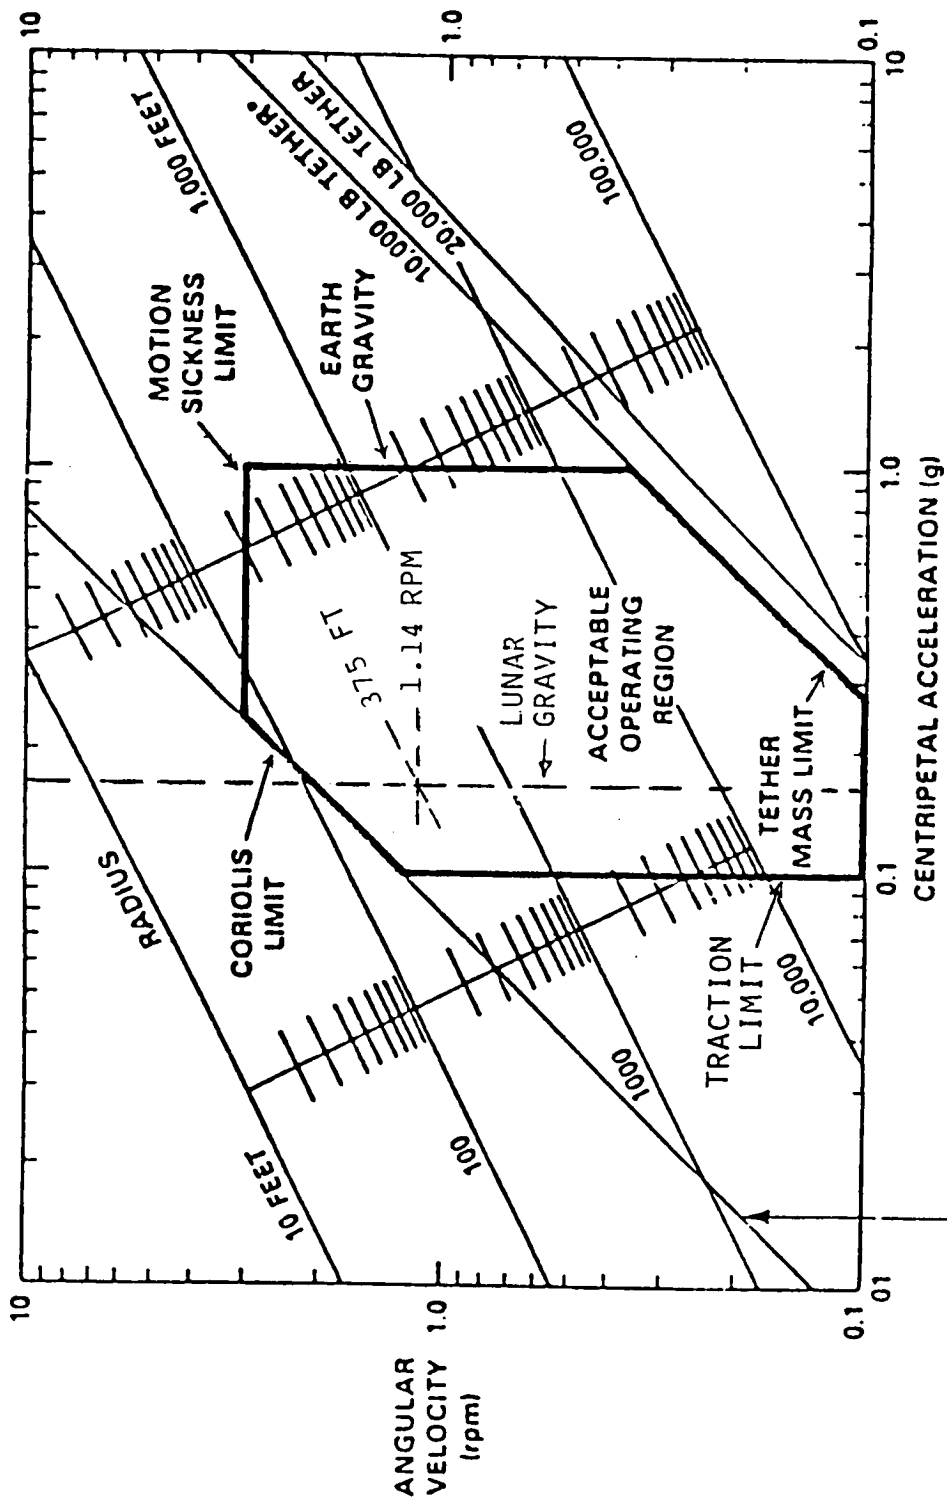 10
1.0
0.1
ANGULAR
VELOCITY
(rpm)
10
1.0
0.1
01
0.1
1.0
10
CENTRIPETAL ACCELERATION (g)
RADIUS
10 FEET
100
1000
10,000
1,000 FEET
100,000
10,000 LB TETHER*
20,000 LB TETHER
MOTION
SICKNESS
LIMIT
EARTH
GRAVITY
CORIOLIS
LIMIT
375 FT
1.14 RPM
LUNAR
GRAVITY
ACCEPTABLE
OPERATING
REGION
TETHER
MASS LIMIT
TRACTION
LIMIT